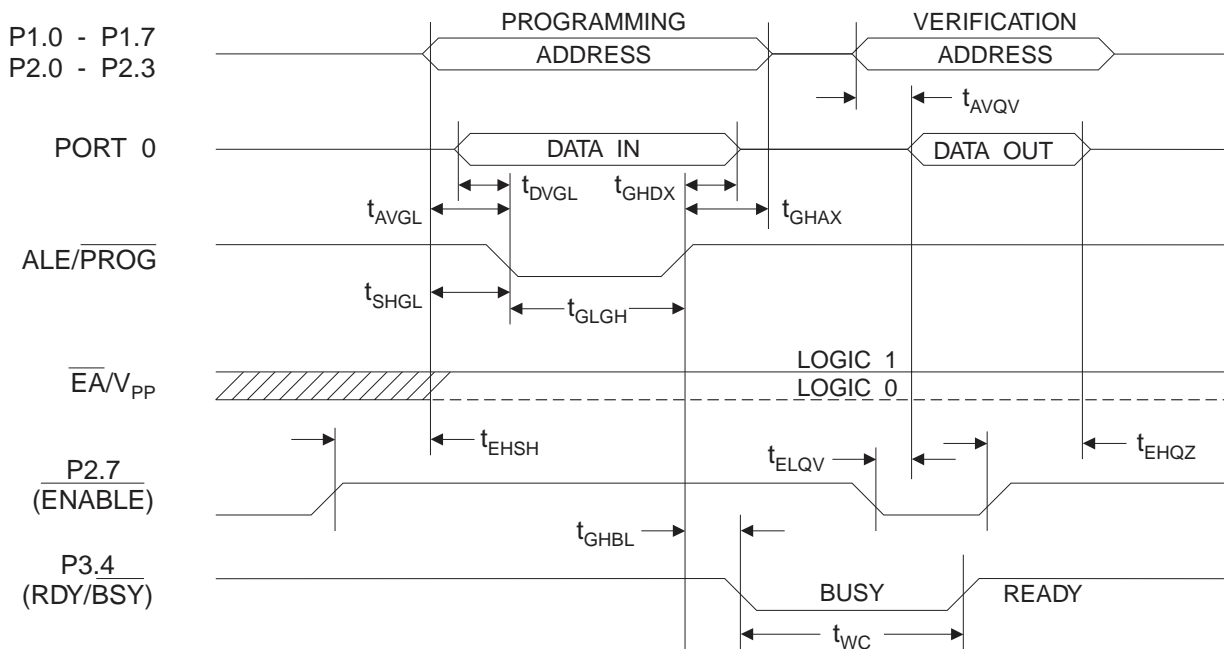 PROGRAMMING
VERIFICATION
P1.0 - P1.7
P2.0 - P2.3
ADDRESS
ADDRESS
tAVQV
PORT 0
DATA IN
DATA OUT
tDVGL
tGHDX
tAVGL
tGHAX
ALE/PROG
tSHGL
tGLGH
LOGIC 1
EA/VPP
LOGIC 0
tEHSH
tELQV
tEHQZ
P2.7
(ENABLE)
tGHBL
P3.4
(RDY/BSY)
BUSY
READY
tWC